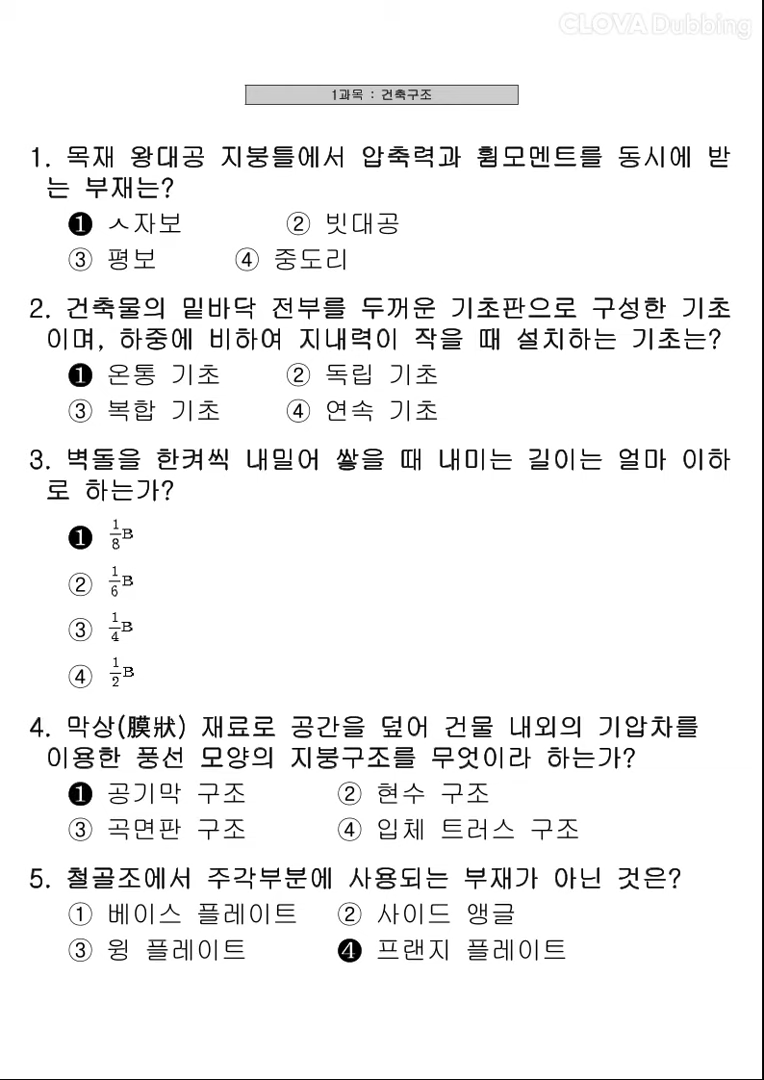 CLOVA Dubbing
1과목 : 건축구조
1. 목재 왕대공 지붕틀에서 압축력과 휨모멘트를 동시에 받
는 부재는?
❶ ㅅ자보 ② 빗대공
③ 평보 ④ 중도리
2. 건축물의 밑바닥 전부를 두꺼운 기초판으로 구성한 기초
이며, 하중에 비하여 지내력이 작을 때 설치하는 기초는?
❶ 온통 기초 ② 독립 기초
③ 복합 기초 ④ 연속 기초
3. 벽돌을 한켜씩 내밀어 쌓을 때 내미는 길이는 얼마 이하
로 하는가?
❶ 1/8B
② 1/6B
③ 1/4B
④ 1/2B
4. 막상(膜狀) 재료로 공간을 덮어 건물 내외의 기압차를
이용한 풍선 모양의 지붕구조를 무엇이라 하는가?
❶ 공기막 구조 ② 현수 구조
③ 곡면판 구조 ④ 입체 트러스 구조
5. 철골조에서 주각부분에 사용되는 부재가 아닌 것은?
① 베이스 플레이트 ② 사이드 앵글
③ 윙 플레이트 ❹ 프랜지 플레이트